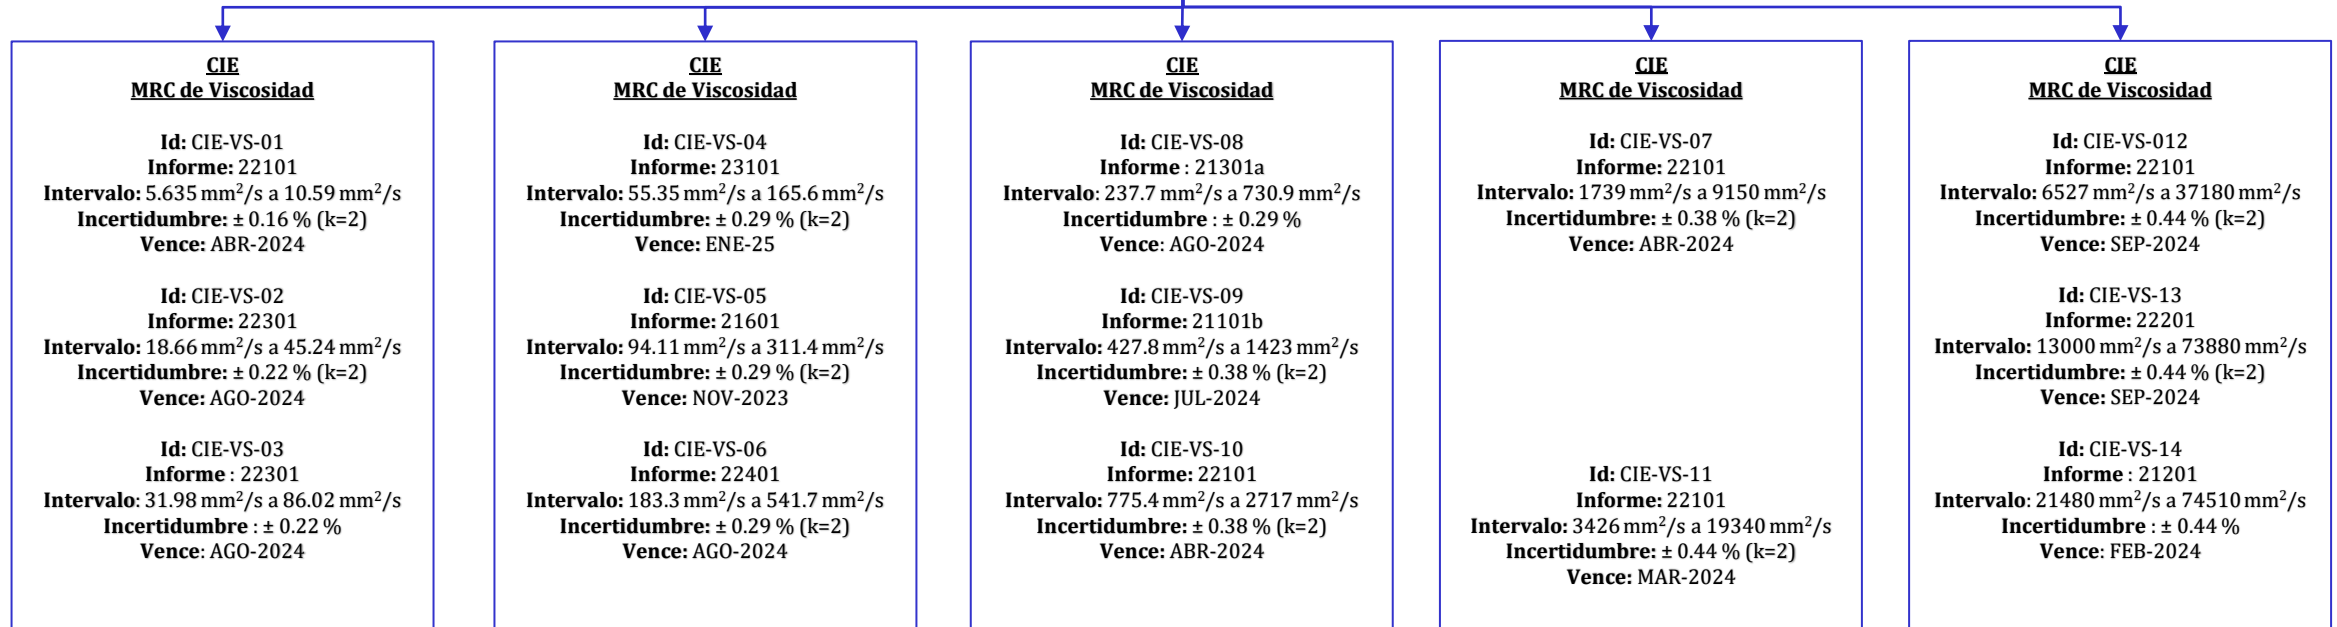 CIE
MRC de Viscosidad
Id: CIE-VS-01
Informe: 22101
Intervalo: 5.635 mm²/s a 10.59 mm²/s
Incertidumbre: ± 0.16 % (k=2)
Vence: ABR-2024
Id: CIE-VS-02
Informe: 22301
Intervalo: 18.66 mm²/s a 45.24 mm²/s
Incertidumbre: ± 0.22 % (k=2)
Vence: AGO-2024
Id: CIE-VS-03
Informe : 22301
Intervalo: 31.98 mm²/s a 86.02 mm²/s
Incertidumbre : ± 0.22 %
Vence: AGO-2024
CIE
MRC de Viscosidad
Id: CIE-VS-04
Informe: 23101
Intervalo: 55.35 mm²/s a 165.6 mm²/s
Incertidumbre: ± 0.29 % (k=2)
Vence: ENE-25
Id: CIE-VS-05
Informe: 21601
Intervalo: 94.11 mm²/s a 311.4 mm²/s
Incertidumbre: ± 0.29 % (k=2)
Vence: NOV-2023
Id: CIE-VS-06
Informe: 22401
Intervalo: 183.3 mm²/s a 541.7 mm²/s
Incertidumbre: ± 0.29 % (k=2)
Vence: AGO-2024
CIE
MRC de Viscosidad
Id: CIE-VS-08
Informe : 21301a
Intervalo: 237.7 mm²/s a 730.9 mm²/s
Incertidumbre : ± 0.29 %
Vence: AGO-2024
Id: CIE-VS-09
Informe: 21101b
Intervalo: 427.8 mm²/s a 1423 mm²/s
Incertidumbre: ± 0.38 % (k=2)
Vence: JUL-2024
Id: CIE-VS-10
Informe: 22101
Intervalo: 775.4 mm²/s a 2717 mm²/s
Incertidumbre: ± 0.38 % (k=2)
Vence: ABR-2024
CIE
MRC de Viscosidad
Id: CIE-VS-07
Informe: 22101
Intervalo: 1739 mm²/s a 9150 mm²/s
Incertidumbre: ± 0.38 % (k=2)
Vence: ABR-2024
Id: CIE-VS-11
Informe: 22101
Intervalo: 3426 mm²/s a 19340 mm²/s
Incertidumbre: ± 0.44 % (k=2)
Vence: MAR-2024
CIE
MRC de Viscosidad
Id: CIE-VS-012
Informe: 22101
Intervalo: 6527 mm²/s a 37180 mm²/s
Incertidumbre: ± 0.44 % (k=2)
Vence: SEP-2024
Id: CIE-VS-13
Informe: 22201
Intervalo: 13000 mm²/s a 73880 mm²/s
Incertidumbre: ± 0.44 % (k=2)
Vence: SEP-2024
Id: CIE-VS-14
Informe : 21201
Intervalo: 21480 mm²/s a 74510 mm²/s
Incertidumbre : ± 0.44 %
Vence: FEB-2024